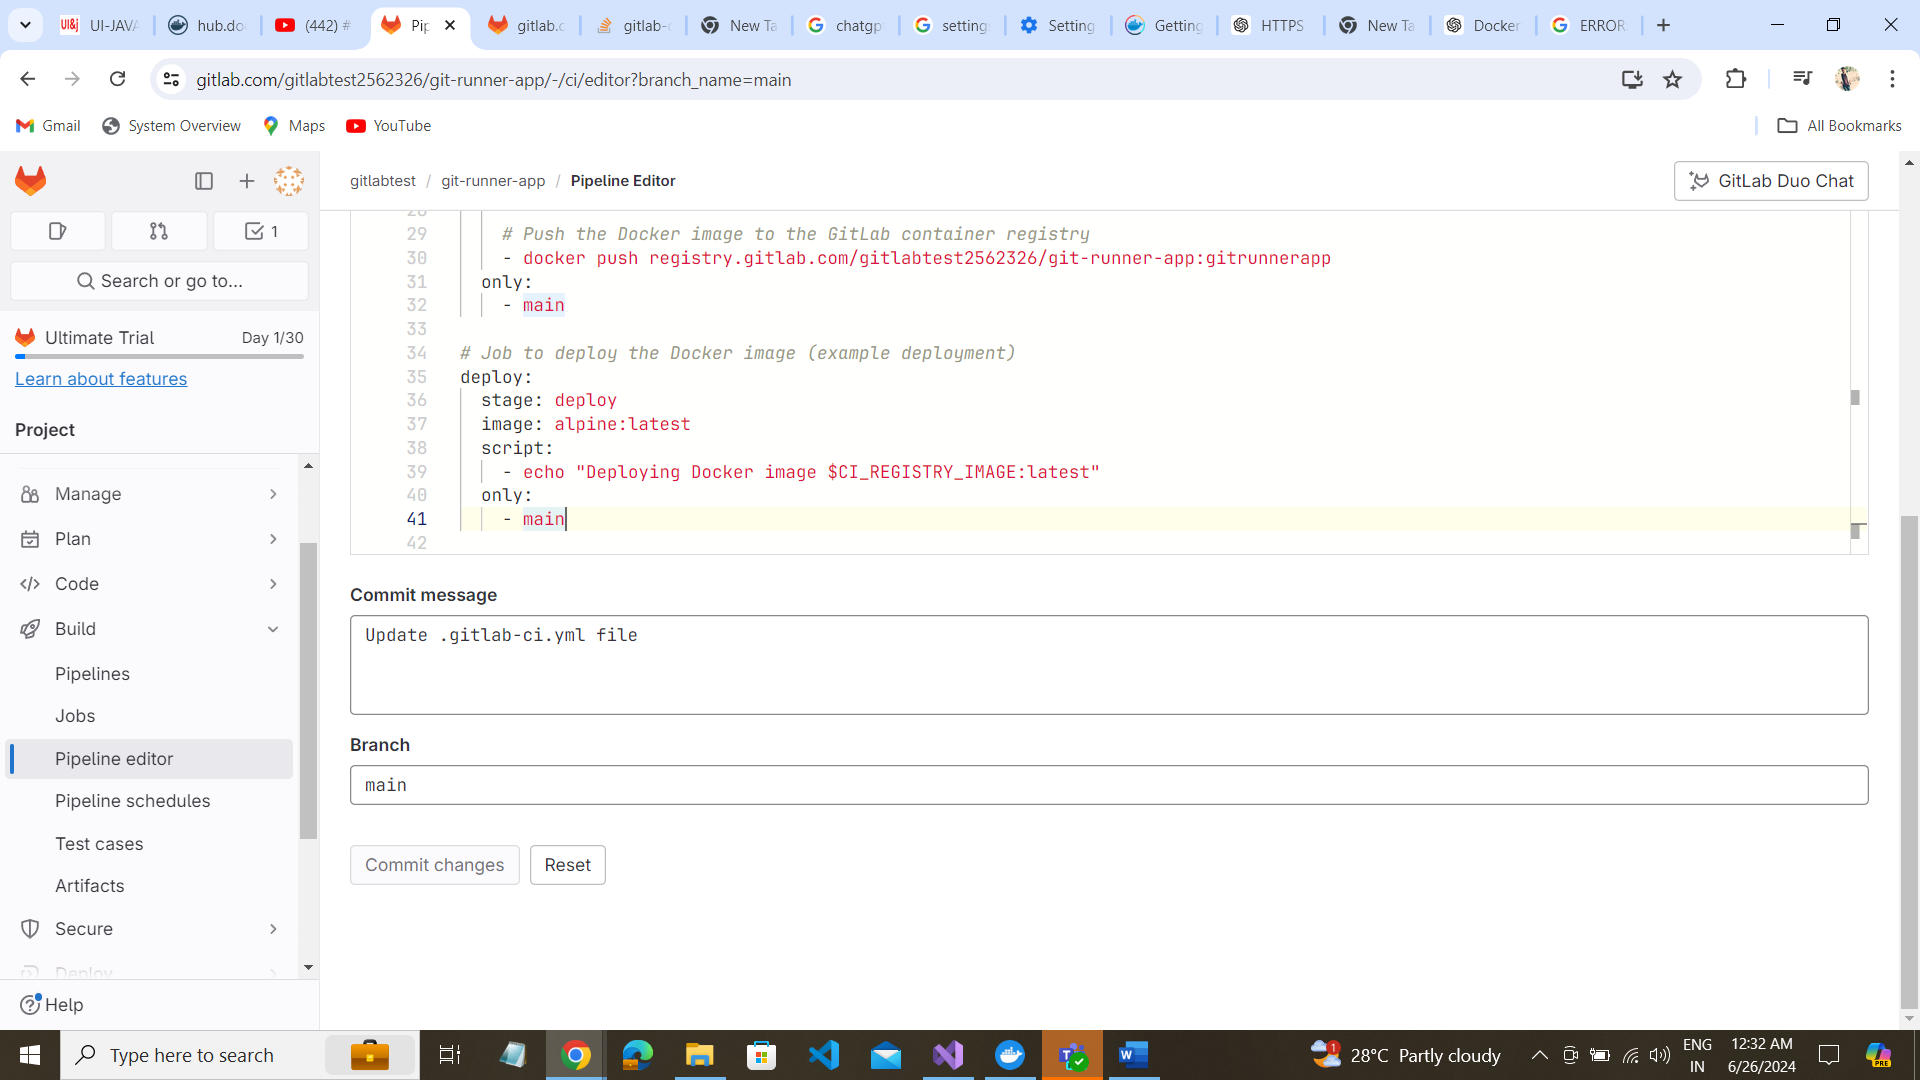 UI-JAVA
hub.do
(442) #
Pip
gitlab.c
gitlab-c
New Ta
chatgp
setting
Setting
Getting
HTTPS
New Ta
Docker
ERROR
gitlab.com/gitlabtest2562326/git-runner-app/-/ci/editor?branch_name=main
Gmail
System Overview
Maps
YouTube
All Bookmarks
gitlabtest / git-runner-app / Pipeline Editor
GitLab Duo Chat
1
Search or go to...
Ultimate Trial
Day 1/30
Learn about features
Project
Manage
Plan
Code
Build
Pipelines
Jobs
Pipeline editor
Pipeline schedules
Test cases
Artifacts
Secure
Deploy
Help
28
29 # Push the Docker image to the GitLab container registry
30 - docker push registry.gitlab.com/gitlabtest2562326/git-runner-app:gitrunnerapp
31 only:
32 - main
33
34 # Job to deploy the Docker image (example deployment)
35 deploy:
36 stage: deploy
37 image: alpine:latest
38 script:
39 - echo "Deploying Docker image $CI_REGISTRY_IMAGE:latest"
40 only:
41 - main
42
Commit message
Update .gitlab-ci.yml file
Branch
main
Commit changes
Reset
Type here to search
1
28°C Partly cloudy
ENG
IN
12:32 AM
6/26/2024
PRE